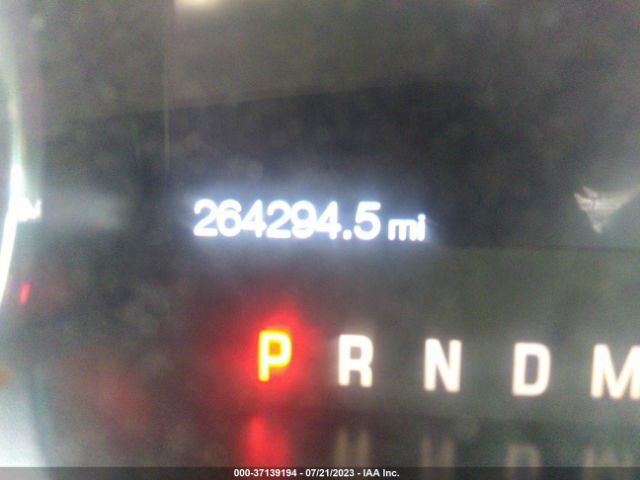 264294.5 mi
P R N D M
000-37139194 - 07/21/2023 - IAA Inc.